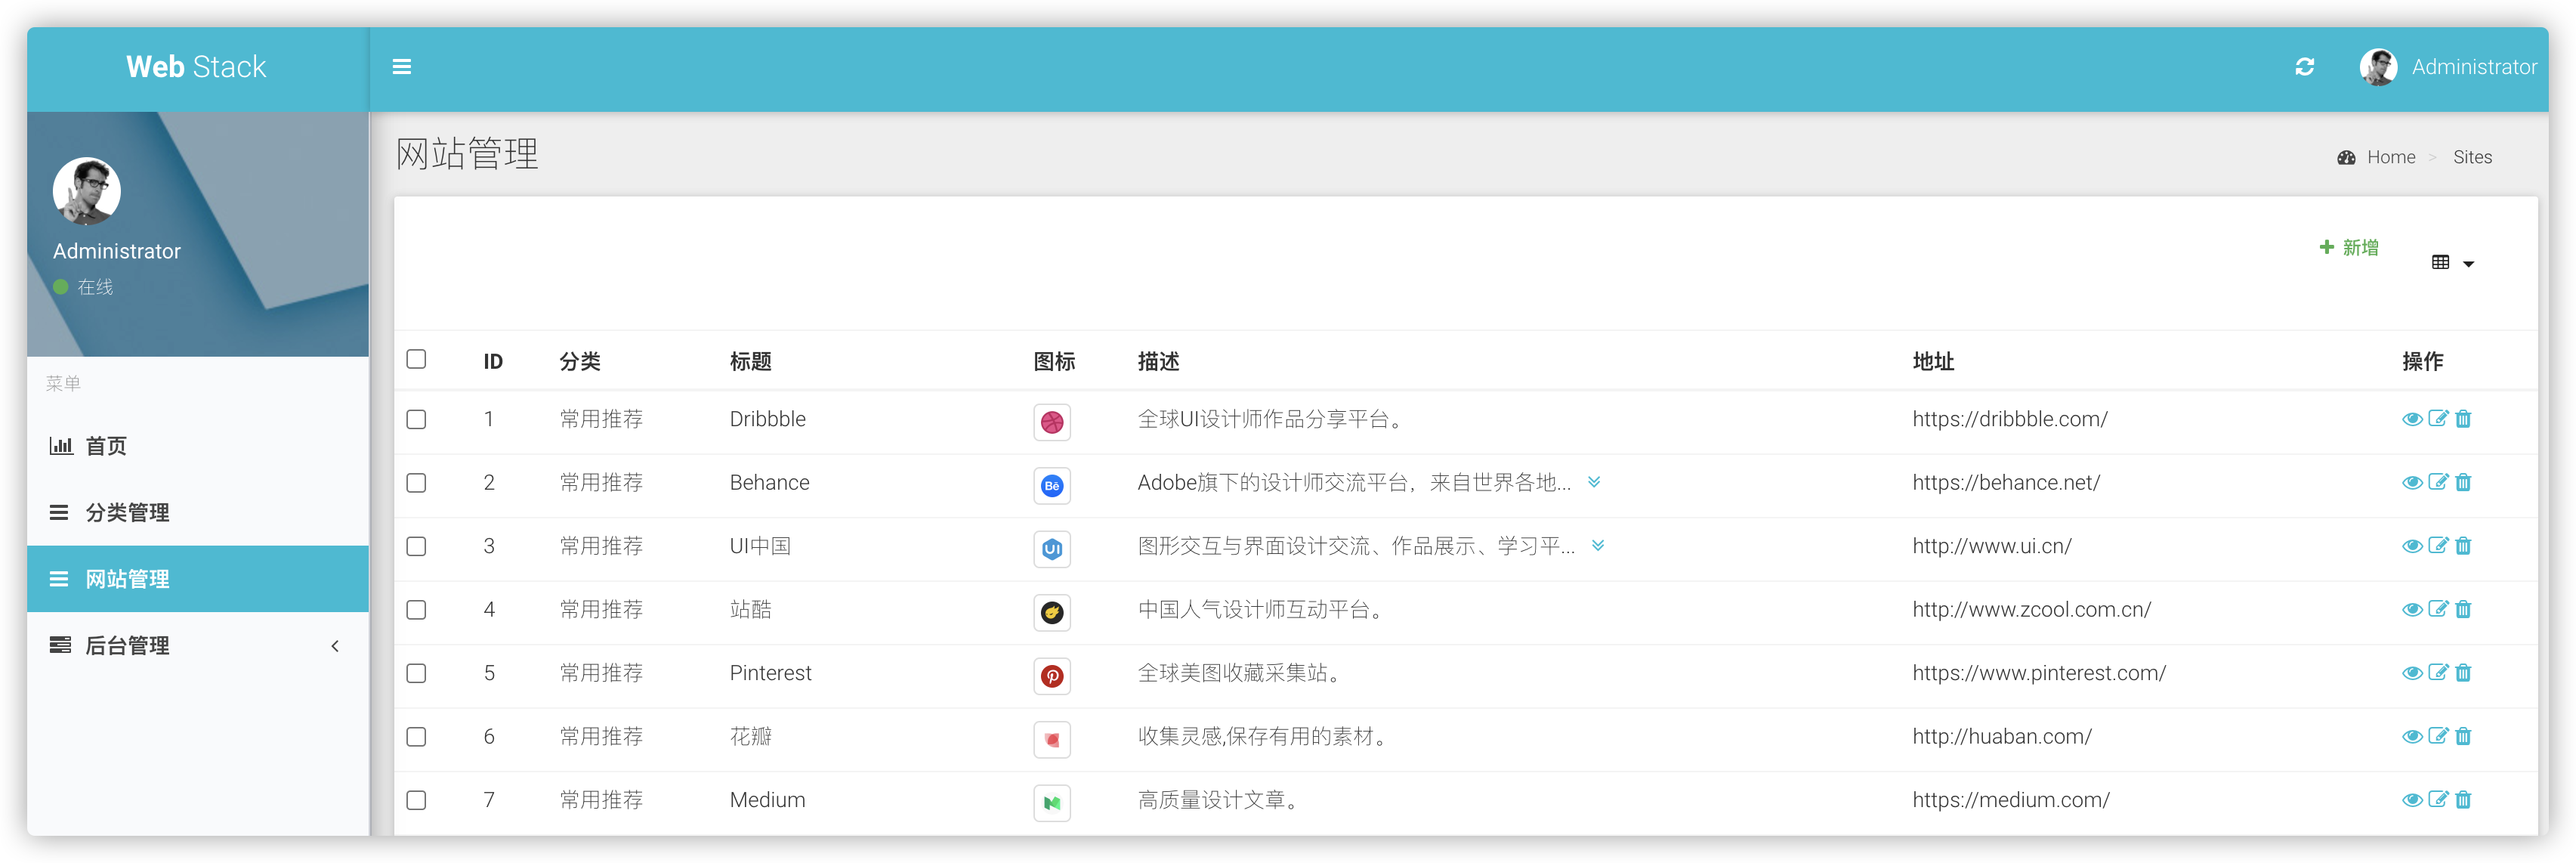 Web Stack
Administrator
Administrator
在线
菜单
首页
分类管理
网站管理
后台管理
网站管理
Home > Sites
新增
ID 分类 标题 图标 描述 地址 操作
1 常用推荐 Dribbble 全球UI设计师作品分享平台。 https://dribbble.com/
2 常用推荐 Behance Bē Adobe旗下的设计师交流平台，来自世界各地... https://behance.net/
3 常用推荐 UI中国 UI 图形交互与界面设计交流、作品展示、学习平... http://www.ui.cn/
4 常用推荐 站酷 中国人气设计师互动平台。 http://www.zcool.com.cn/
5 常用推荐 Pinterest 全球美图收藏采集站。 https://www.pinterest.com/
6 常用推荐 花瓣 收集灵感,保存有用的素材。 http://huaban.com/
7 常用推荐 Medium 高质量设计文章。 https://medium.com/